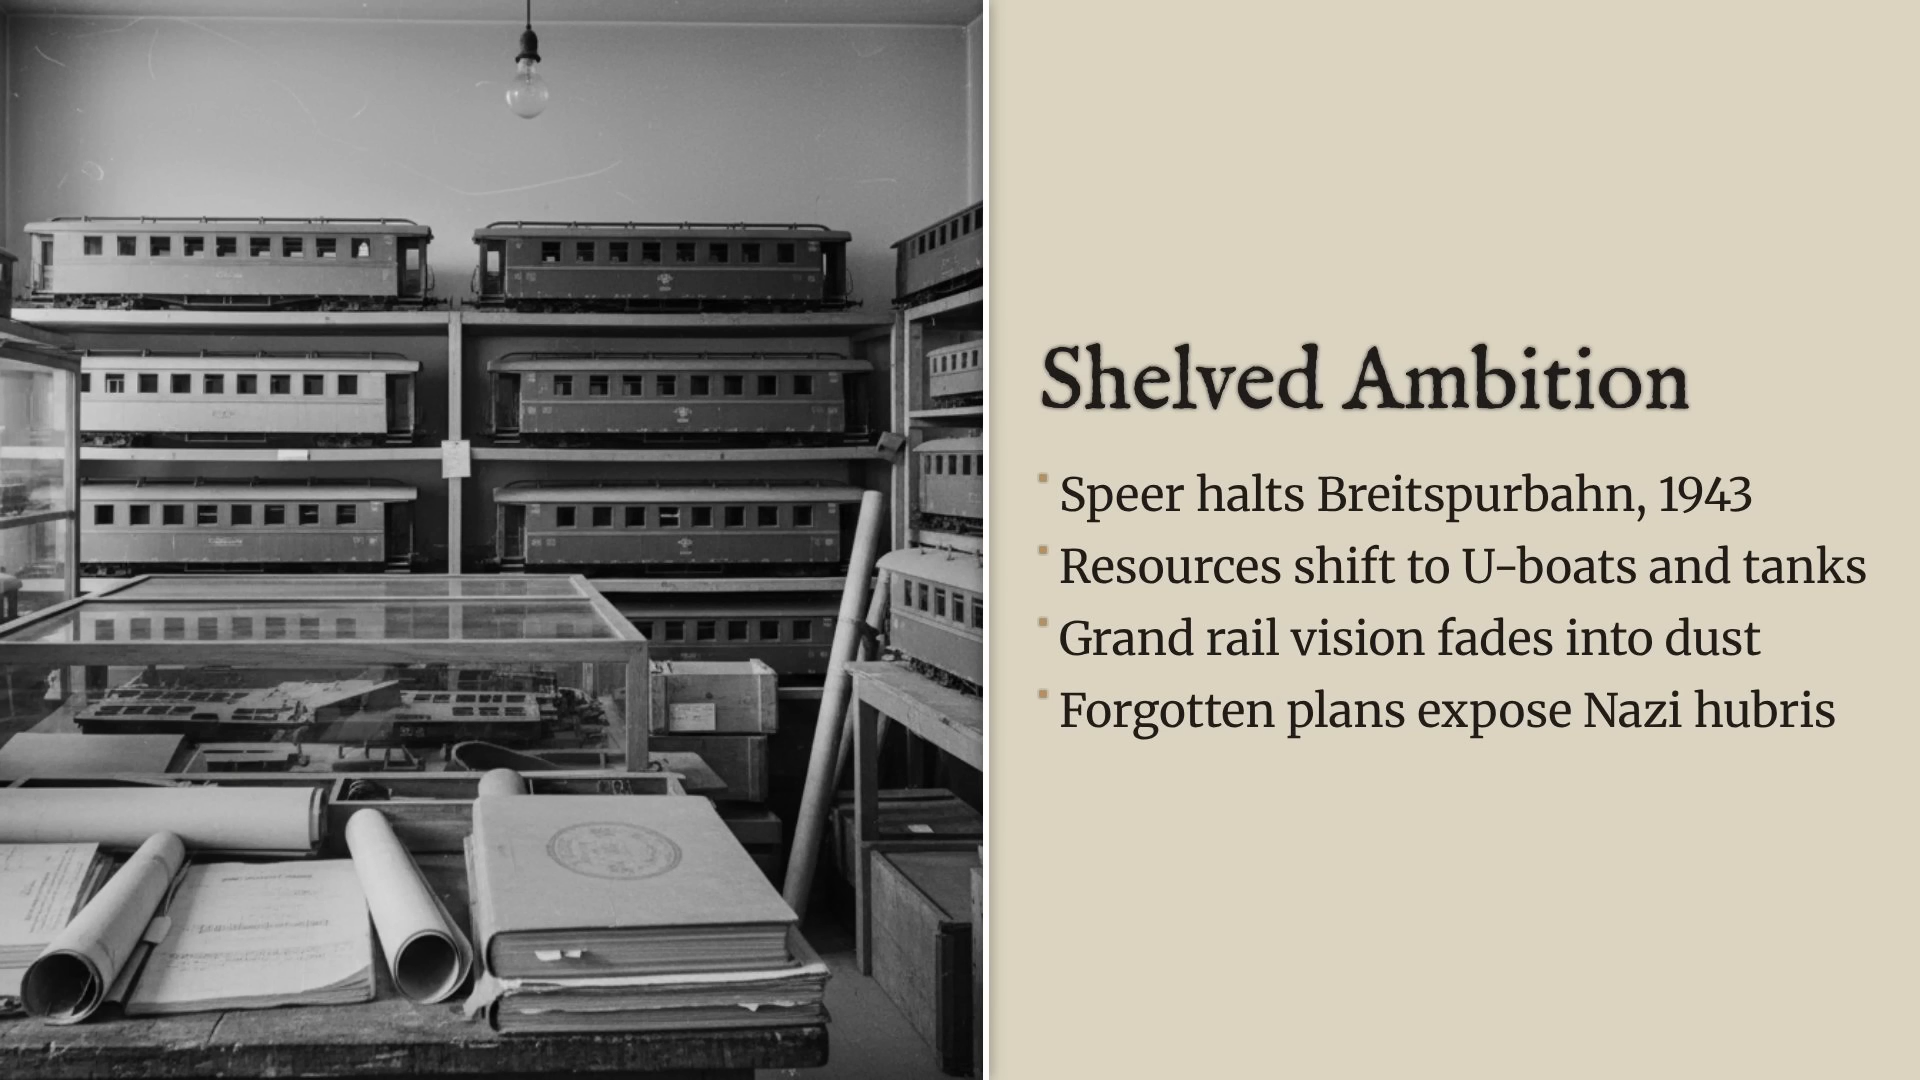 Shelved Ambition
Speer halts Breitspurbahn, 1943
Resources shift to U-boats and tanks
Grand rail vision fades into dust
Forgotten plans expose Nazi hubris